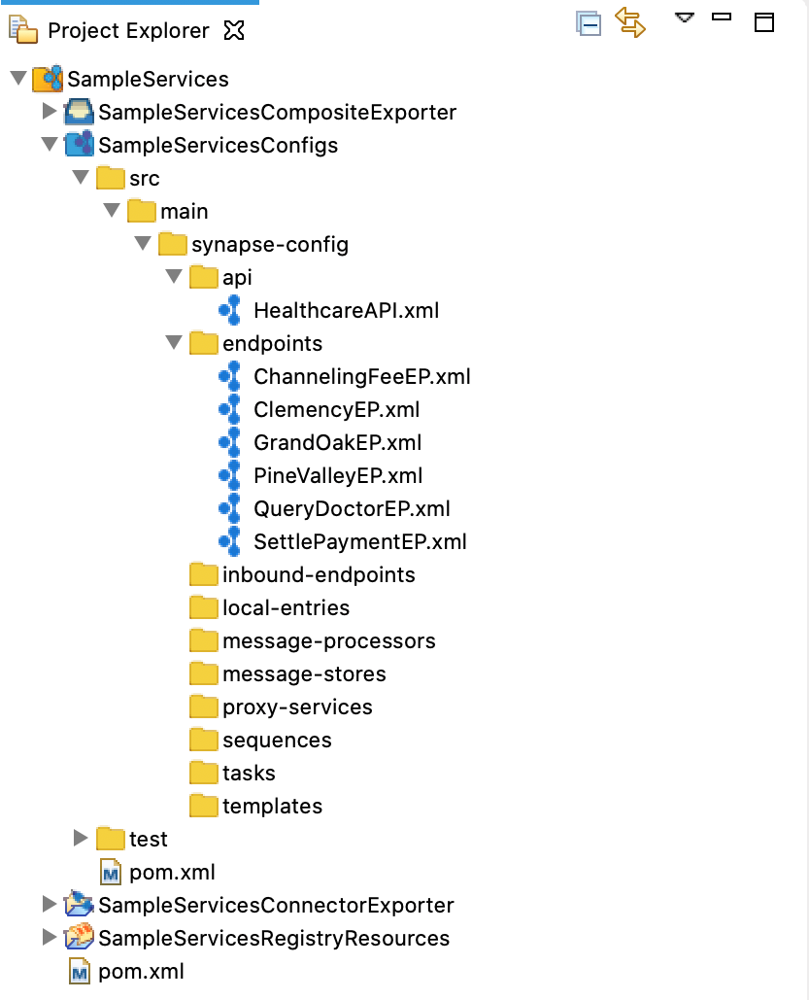 Project Explorer
SampleServices
SampleServicesCompositeExporter
SampleServicesConfigs
src
main
synapse-config
api
HealthcareAPI.xml
endpoints
ChannelingFeeEP.xml
ClemencyEP.xml
GrandOakEP.xml
PineValleyEP.xml
QueryDoctorEP.xml
SettlePaymentEP.xml
inbound-endpoints
local-entries
message-processors
message-stores
proxy-services
sequences
tasks
templates
test
M pom.xml
SampleServicesConnectorExporter
SampleServicesRegistryResources
M pom.xml